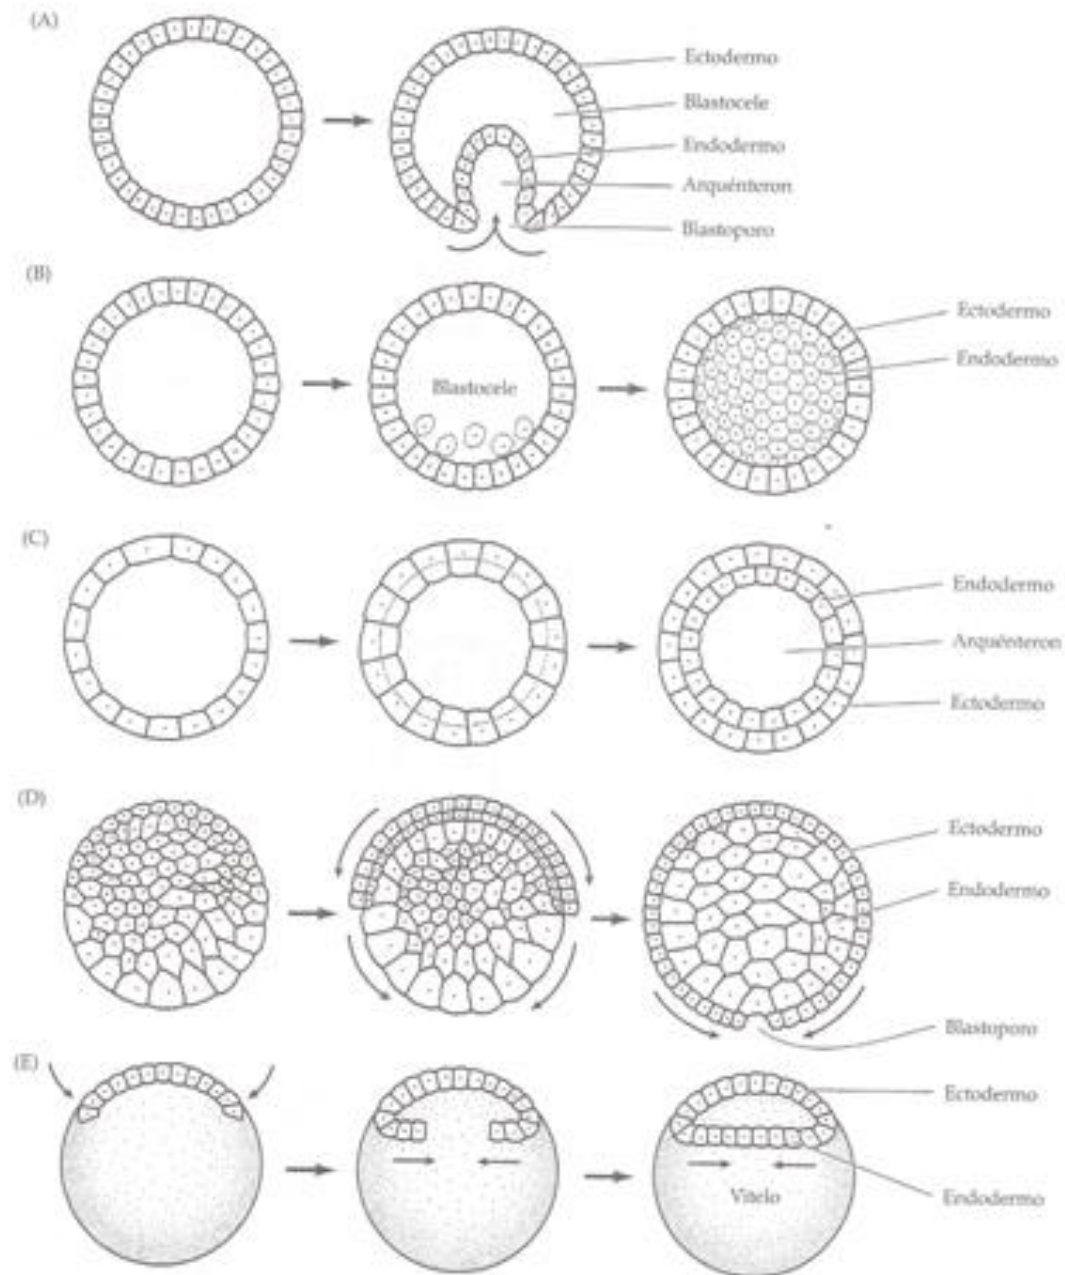 (A)
Ectodermo
Blastocele
Endodermo
Arquénteron
Blastoporo
(B)
Ectodermo
Endodermo
Blastocele
(C)
Endodermo
Arquénteron
Ectodermo
(D)
Ectodermo
Endodermo
Blastoporo
(E)
Ectodermo
Vitelo
Endodermo